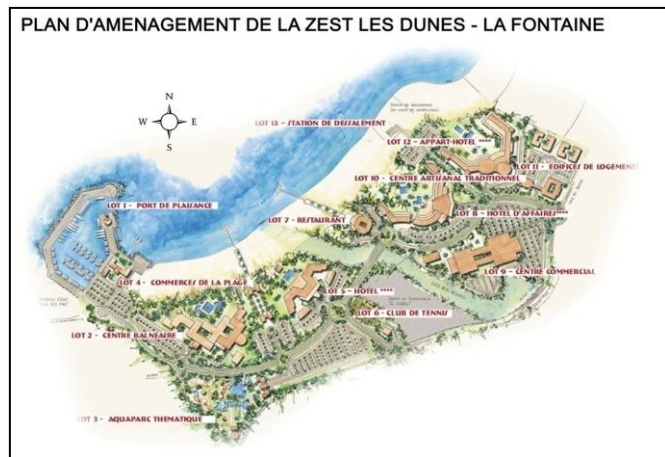 PLAN D'AMENAGEMENT DE LA ZEST LES DUNES - LA FONTAINE
N
W E
S
LOT 13 - STATION DE DESSALEMENT
LOT 12 - APPART-HOTEL ****
LOT 11 - EDIFICES DE LOGEMENTS
LOT 10 - CENTRE ARTISANAL TRADITIONNEL
LOT 1 - PORT DE PLAISANCE
LOT 7 - RESTAURANT
LOT 8 - HOTEL D'AFFAIRES****
LOT 9 - CENTRE COMMERCIAL
LOT 4 - COMMERCES DE LA PLAGE
LOT 5 - HOTEL ****
LOT 6 - CLUB DE TENNIS
LOT 2 - CENTRE BALNEAIRE
LOT 3 - AQUAPARC THEMATIQUE